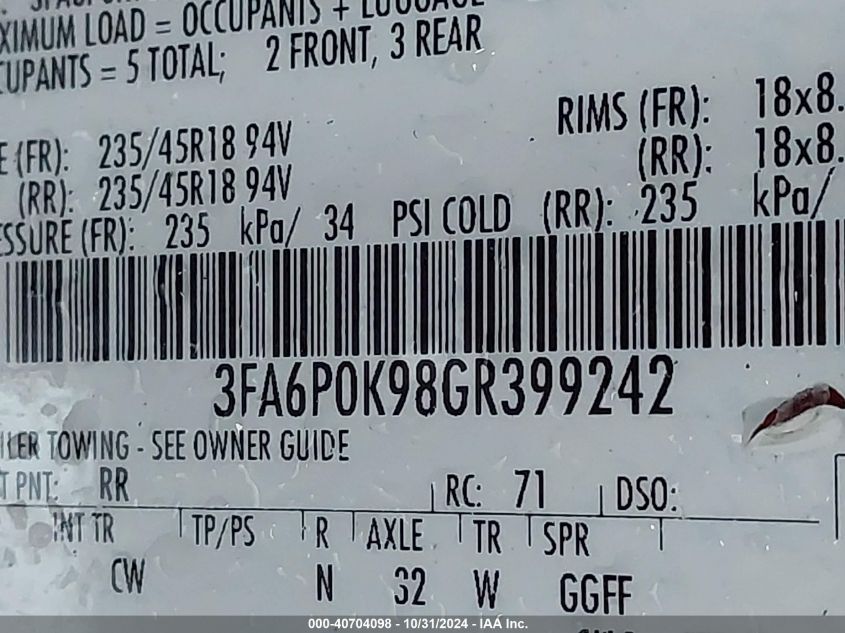 MAXIMUM LOAD = OCCUPANTS + LUGGAGE
OCCUPANTS = 5 TOTAL; 2 FRONT, 3 REAR
E (FR): 235/45R18 94V RIMS (FR): 18x8.
(RR): 235/45R18 94V (RR): 18x8.
SSURE (FR): 235 kPa/ 34 PSI COLD (RR): 235 kPa/
3FA6P0K98GR399242
ILER TOWING - SEE OWNER GUIDE
T PNT: RR RC: 71 DSO:
INT TR TP/PS R AXLE TR SPR
CW N 32 W GGFF
000-40704098 - 10/31/2024 - IAA Inc.